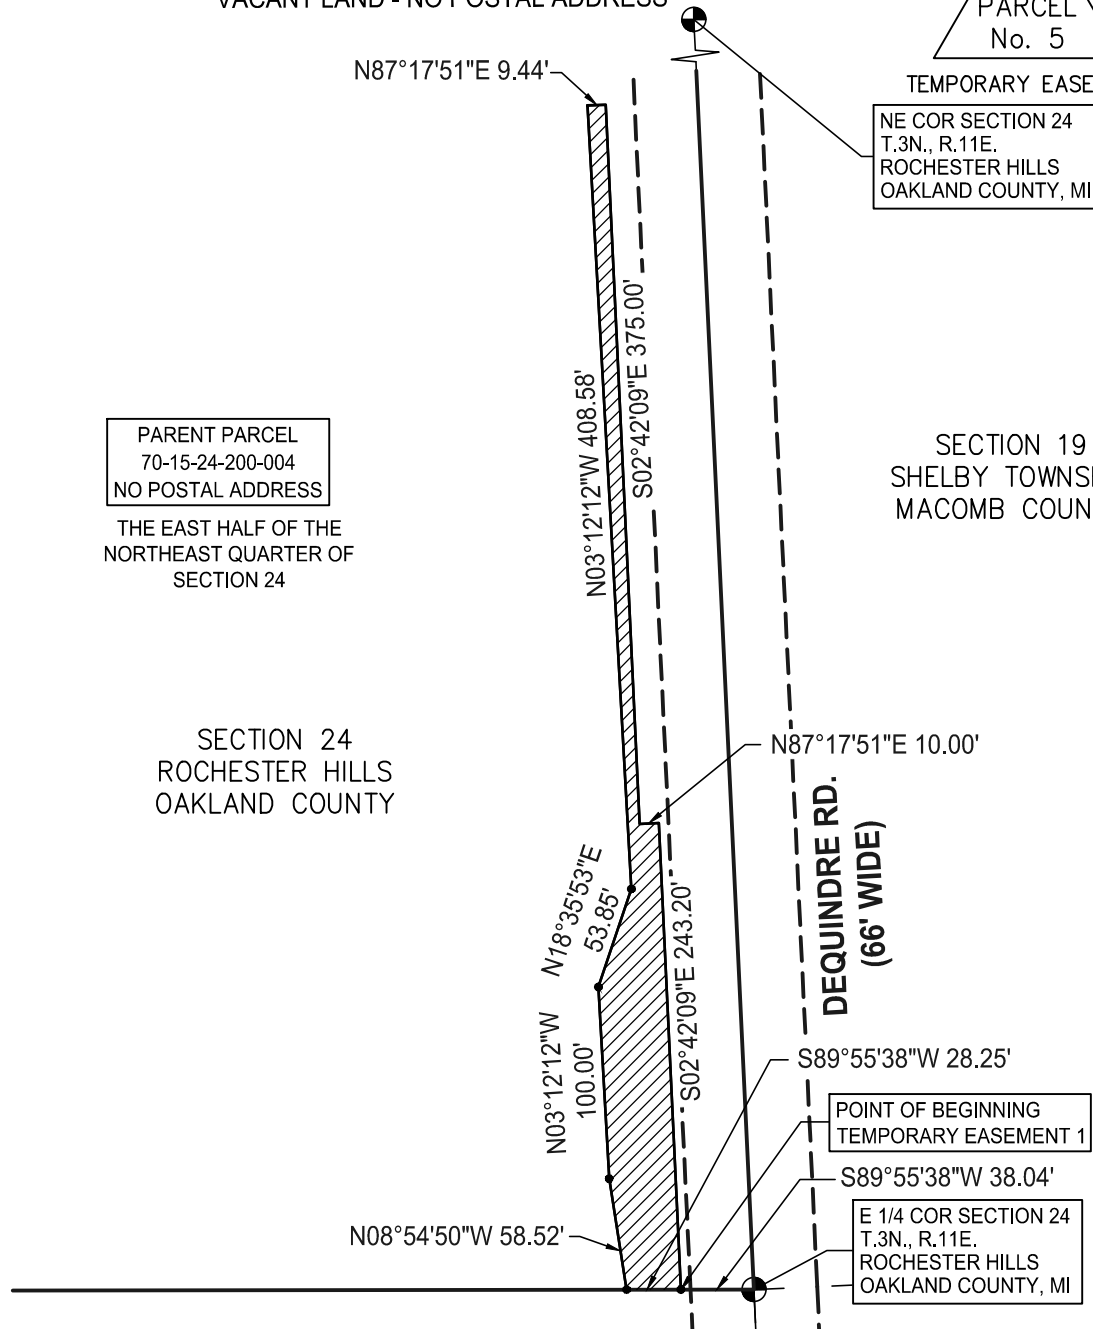 VACANT LAND - NO POSTAL ADDRESS
PARCEL
No. 5
TEMPORARY EASE
N87°17'51"E 9.44'
NE COR SECTION 24
T.3N., R.11E.
ROCHESTER HILLS
OAKLAND COUNTY, MI
S02°42'09"E 375.00'
N03°12'12"W 408.58'
PARENT PARCEL
70-15-24-200-004
NO POSTAL ADDRESS
THE EAST HALF OF THE
NORTHEAST QUARTER OF
SECTION 24
SECTION 19
SHELBY TOWNS
MACOMB COUN
SECTION 24
ROCHESTER HILLS
OAKLAND COUNTY
N87°17'51"E 10.00'
DEQUINDRE RD.
(66' WIDE)
N18°35'53"E
53.85'
S02°42'09"E 243.20'
N03°12'12"W
100.00'
S89°55'38"W 28.25'
POINT OF BEGINNING
TEMPORARY EASEMENT 1
S89°55'38"W 38.04'
N08°54'50"W 58.52'
E 1/4 COR SECTION 24
T.3N., R.11E.
ROCHESTER HILLS
OAKLAND COUNTY, MI